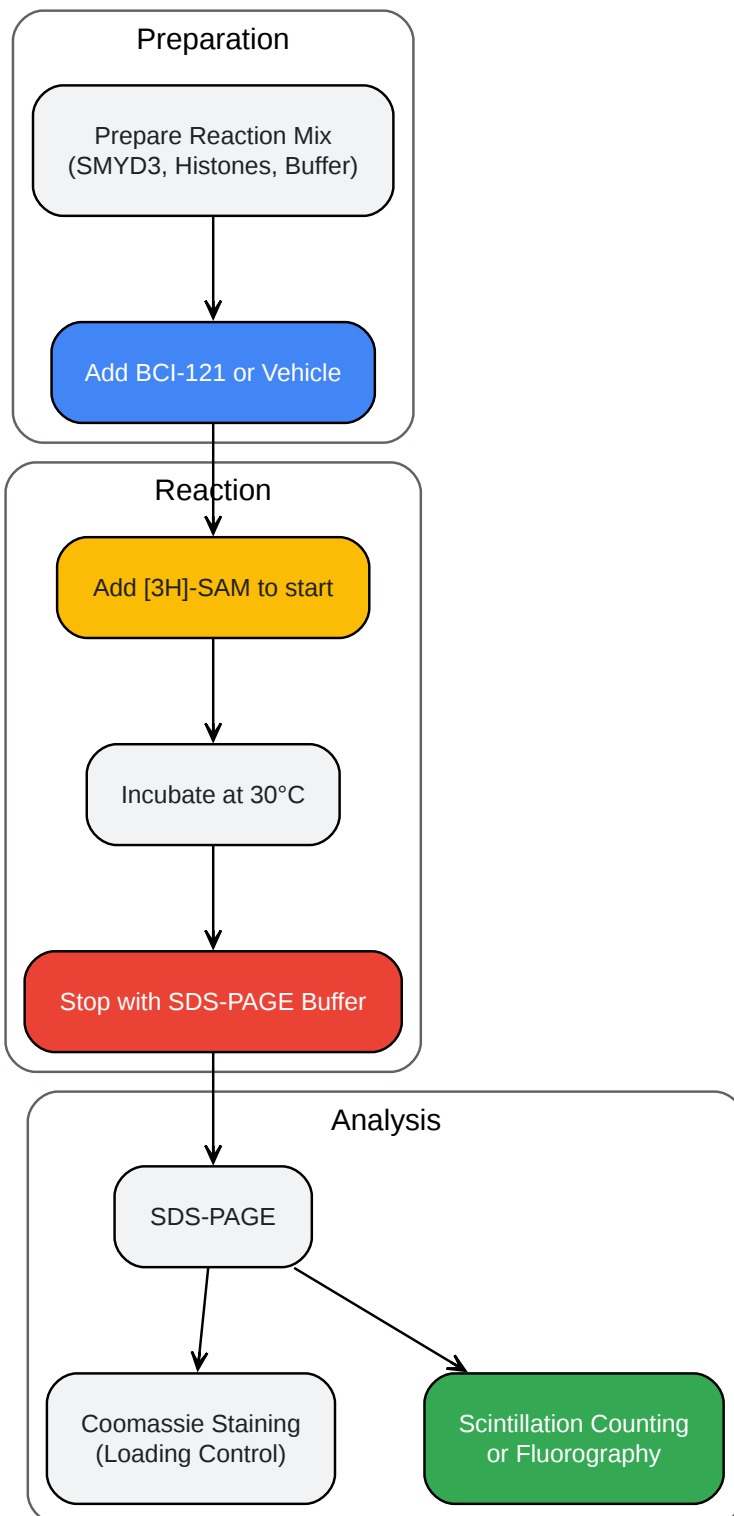 Preparation
Prepare Reaction Mix
(SMYD3, Histones, Buffer)
Add BCI-121 or Vehicle
Reaction
Add [3H]-SAM to start
Incubate at 30°C
Stop with SDS-PAGE Buffer
Analysis
SDS-PAGE
Coomassie Staining
(Loading Control)
Scintillation Counting
or Fluorography